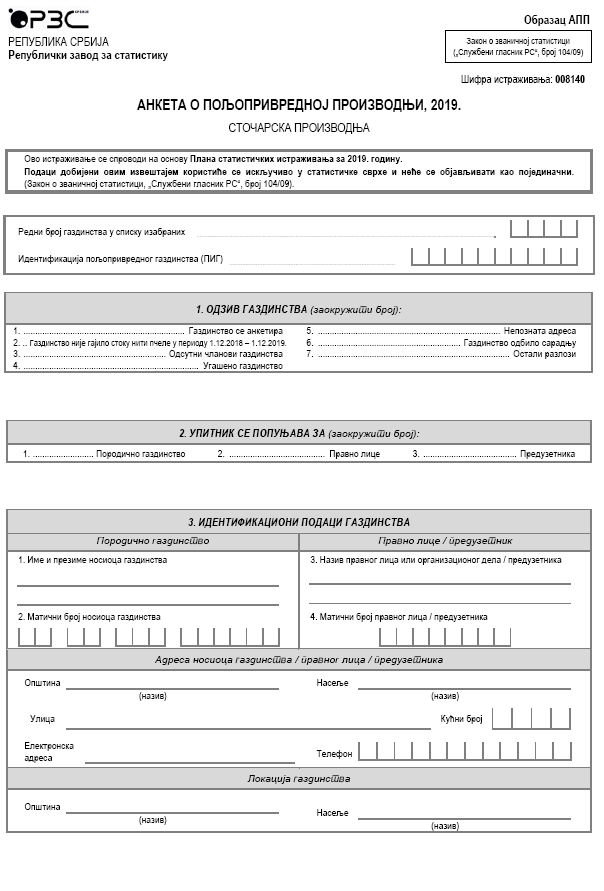 РЗС СРБИЈЕ
РЕПУБЛИКА СРБИЈА
Републички завод за статистику
Образац АПП
Закон о званичној статистици
(„Службени гласник РС“, број 104/09)
Шифра истраживања: 008140
АНКЕТА О ПОЉОПРИВРЕДНОЈ ПРОИЗВОДЊИ, 2019.
СТОЧАРСКА ПРОИЗВОДЊА
Ово истраживање се спроводи на основу Плана статистичких истраживања за 2019. годину.
Подаци добијени овим извештајем користиће се искључиво у статистичке сврхе и неће се објављивати као појединачни.
(Закон о званичној статистици, „Службени гласник РС“, број 104/09).
Редни број газдинства у списку изабраних
Идентификација пољопривредног газдинства (ПИГ)
1. ОДЗИВ ГАЗДИНСТВА (заокружити број):
1. ........ Газдинство се анкетира
2. .. Газдинство није гајило стоку нити пчеле у периоду 1.12.2018 – 1.12.2019.
3. ........ Одсутни чланови газдинства
4. ........ Угашено газдинство
5. ........ Непозната адреса
6. ........ Газдинство одбило сарадњу
7. ........ Остали разлози
2. УПИТНИК СЕ ПОПУЊАВА ЗА (заокружити број):
1. ........ Породично газдинство 2. ........ Правно лице 3. ........ Предузетника
3. ИДЕНТИФИКАЦИОНИ ПОДАЦИ ГАЗДИНСТВА
Породично газдинство
Правно лице / предузетник
1. Име и презиме носиоца газдинства
3. Назив правног лица или организационог дела / предузетника
2. Матични број носиоца газдинства
4. Матични број правног лица / предузетника
Адреса носиоца газдинства / правног лица / предузетника
Општина
(назив)
Насеље
(назив)
Улица
Кућни број
Електронска
адреса
Телефон
Локација газдинства
Општина
(назив)
Насеље
(назив)